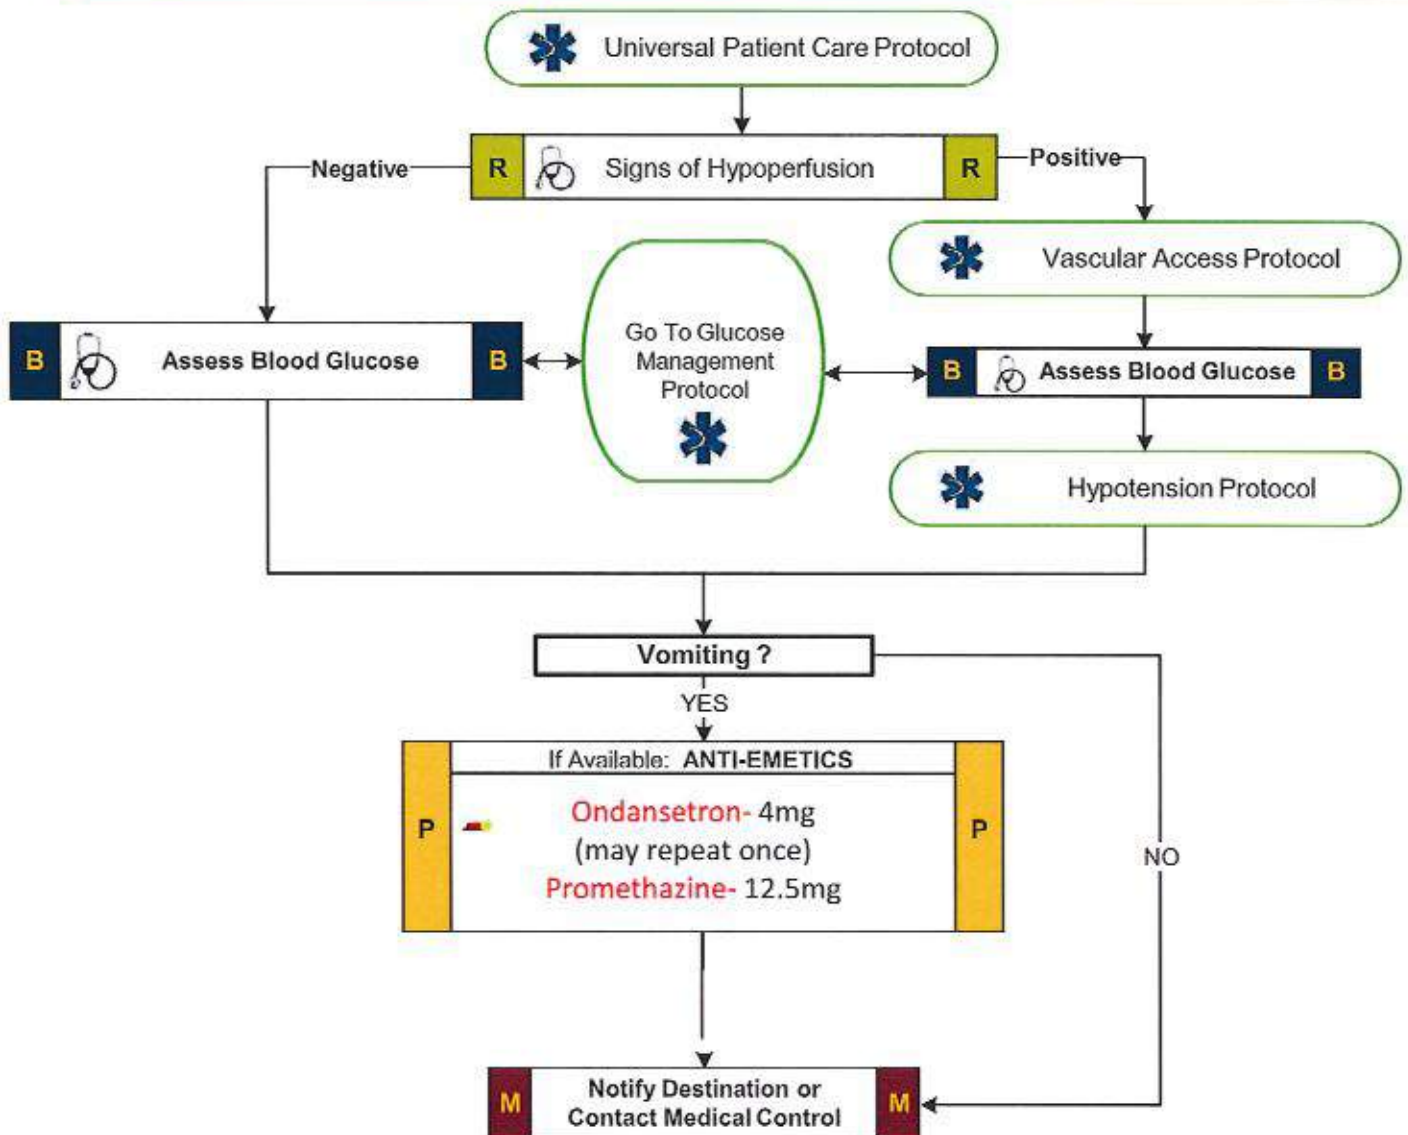 Universal Patient Care Protocol
Negative
R
Signs of Hypoperfusion
R
Positive
Vascular Access Protocol
B
Assess Blood Glucose
B
Go To Glucose
Management
Protocol
B
Assess Blood Glucose
B
Hypotension Protocol
Vomiting ?
YES
If Available: ANTI-EMETICS
P
Ondansetron- 4mg
(may repeat once)
Promethazine- 12.5mg
P
NO
M
Notify Destination or
Contact Medical Control
M